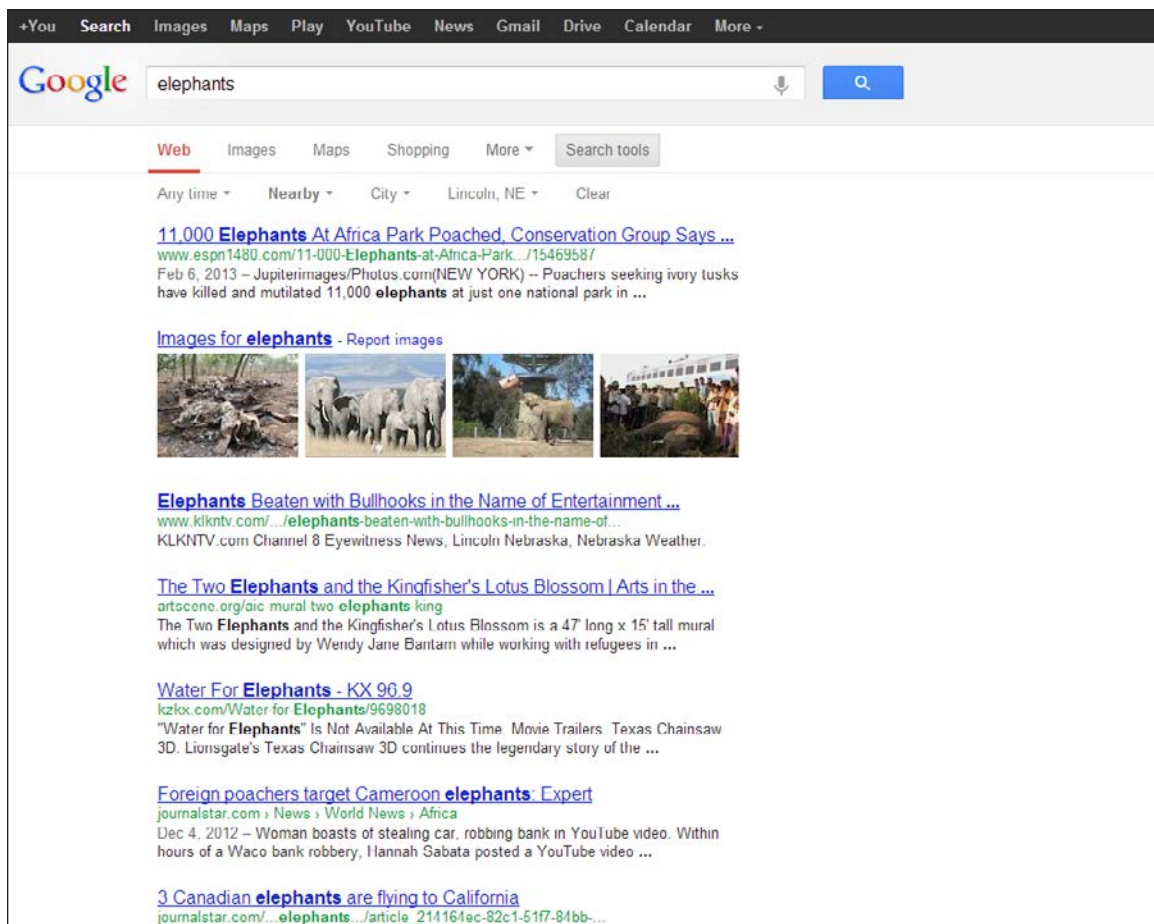 +You Search Images Maps Play YouTube News Gmail Drive Calendar More
Google elephants
Web Images Maps Shopping More Search tools
Any time Nearby City Lincoln, NE Clear
11,000 Elephants At Africa Park Poached, Conservation Group Says ...
www.espn1480.com/11-000-Elephants-at-Africa-Park.../15469587
Feb 6, 2013 – Jupiterimages/Photos.com(NEW YORK) -- Poachers seeking ivory tusks
have killed and mutilated 11,000 elephants at just one national park in ...
Images for elephants - Report images
Elephants Beaten with Bullhooks in the Name of Entertainment ...
www.klkntv.com/.../elephants-beaten-with-bullhooks-in-the-name-of...
KLKNTV.com Channel 8 Eyewitness News, Lincoln Nebraska, Nebraska Weather.
The Two Elephants and the Kingfisher's Lotus Blossom | Arts in the ...
artscene.org/aic-mural-two-elephants-king
The Two Elephants and the Kingfisher's Lotus Blossom is a 47' long x 15' tall mural
which was designed by Wendy Jane Bantam while working with refugees in ...
Water For Elephants - KX 96.9
kzkx.com/Water-for-Elephants/9698018
"Water for Elephants" Is Not Available At This Time. Movie Trailers. Texas Chainsaw
3D. Lionsgate's Texas Chainsaw 3D continues the legendary story of the ...
Foreign poachers target Cameroon elephants: Expert
journalstar.com › News › World News › Africa
Dec 4, 2012 – Woman boasts of stealing car, robbing bank in YouTube video. Within
hours of a Waco bank robbery, Hannah Sabata posted a YouTube video ...
3 Canadian elephants are flying to California
journalstar.com/...elephants.../article_214164ec-82c1-51f7-84bb-...